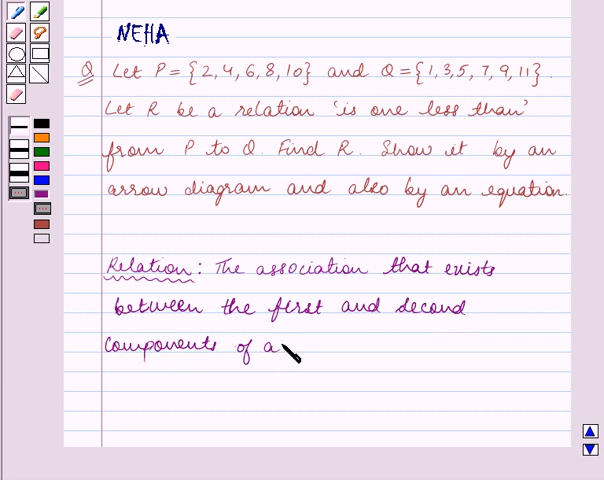 NEHA
Q Let P = {2, 4, 6, 8, 10} and Q = {1, 3, 5, 7, 9, 11}.
Let R be a relation 'is one less than'
from P to Q. Find R. Show it by an
arrow diagram and also by an equation.
Relation: The association that exists
between the first and second
components of a